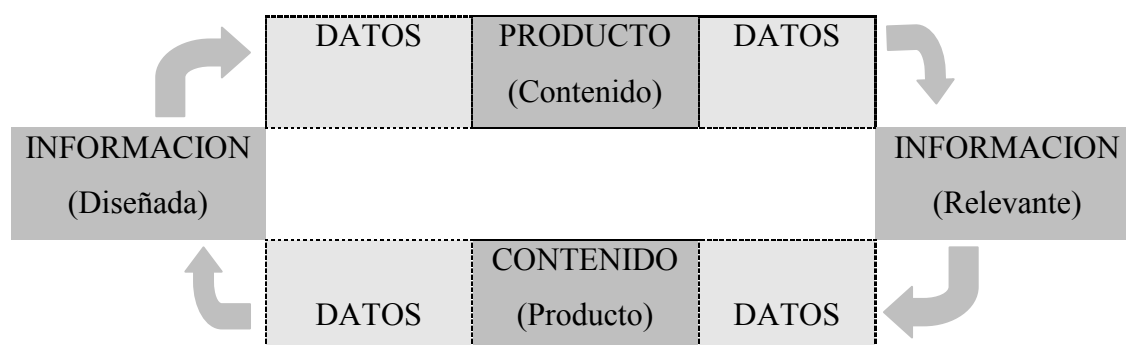 DATOS PRODUCTO DATOS
(Contenido)
INFORMACION INFORMACION
(Diseñada) (Relevante)
CONTENIDO
DATOS (Producto) DATOS